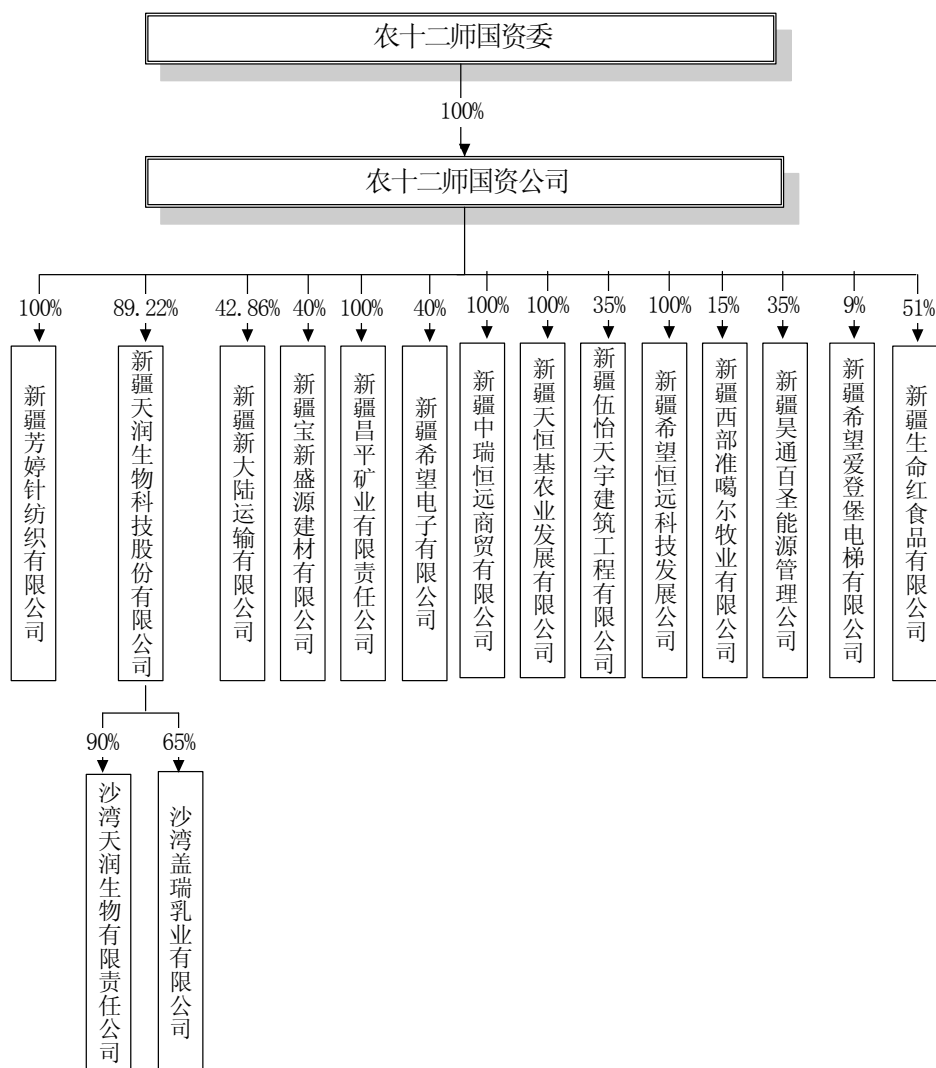 农十二师国资委
100%
农十二师国资公司
100%
89.22%
42.86%
40%
100%
40%
100%
100%
35%
100%
15%
35%
9%
51%
新疆芳婷针纺织有限公司
新疆天润生物科技股份有限公司
新疆新大陆运输有限公司
新疆宝新盛源建材有限公司
新疆昌平矿业有限责任公司
新疆希望电子有限公司
新疆中瑞恒远商贸有限公司
新疆天恒基农业发展有限公司
新疆伍怡天宇建筑工程有限公司
新疆希望恒远科技发展公司
新疆西部准噶尔牧业有限公司
新疆昊通百圣能源管理公司
新疆希望爱登堡电梯有限公司
新疆生命红食品有限公司
90%
65%
沙湾天润生物有限责任公司
沙湾盖瑞乳业有限公司